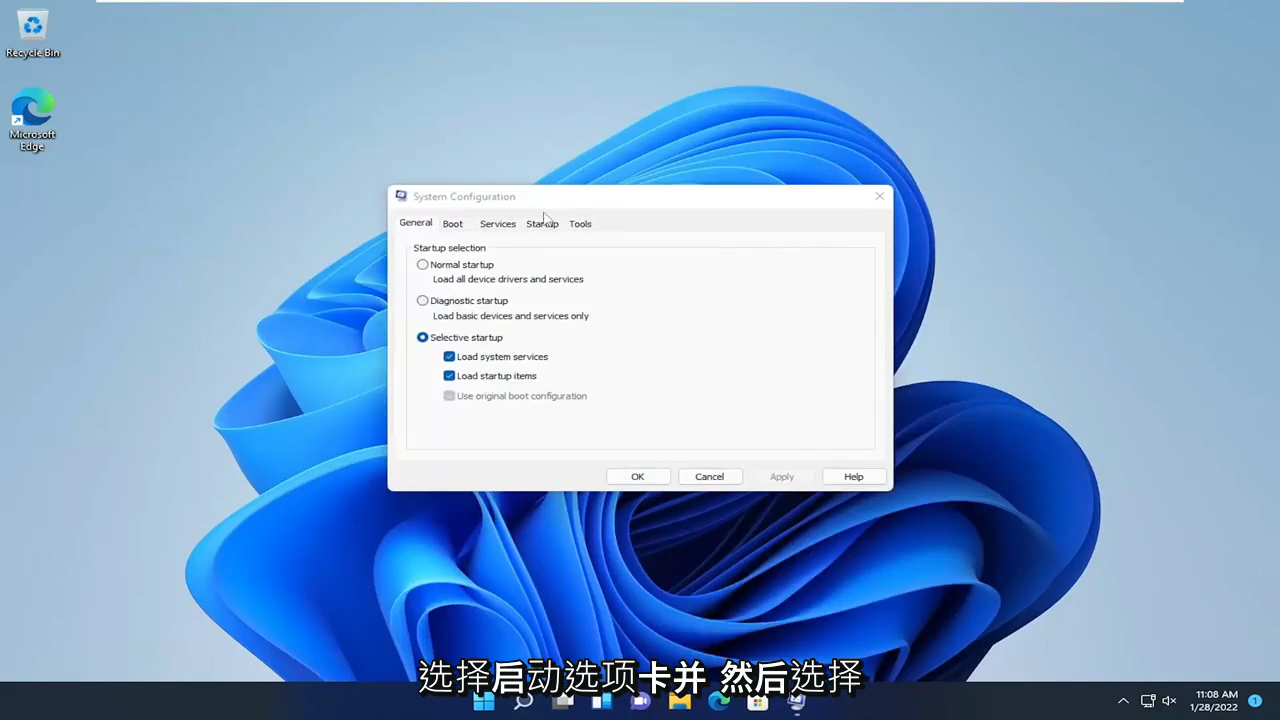 Recycle Bin
Microsoft
Edge
System Configuration
General Boot Services Startup Tools
Startup selection
Normal startup
Load all device drivers and services
Diagnostic startup
Load basic devices and services only
Selective startup
Load system services
Load startup items
Use original boot configuration
OK Cancel Apply Help
选择启动选项卡并 然后选择
11:08 AM
1/28/2022
1